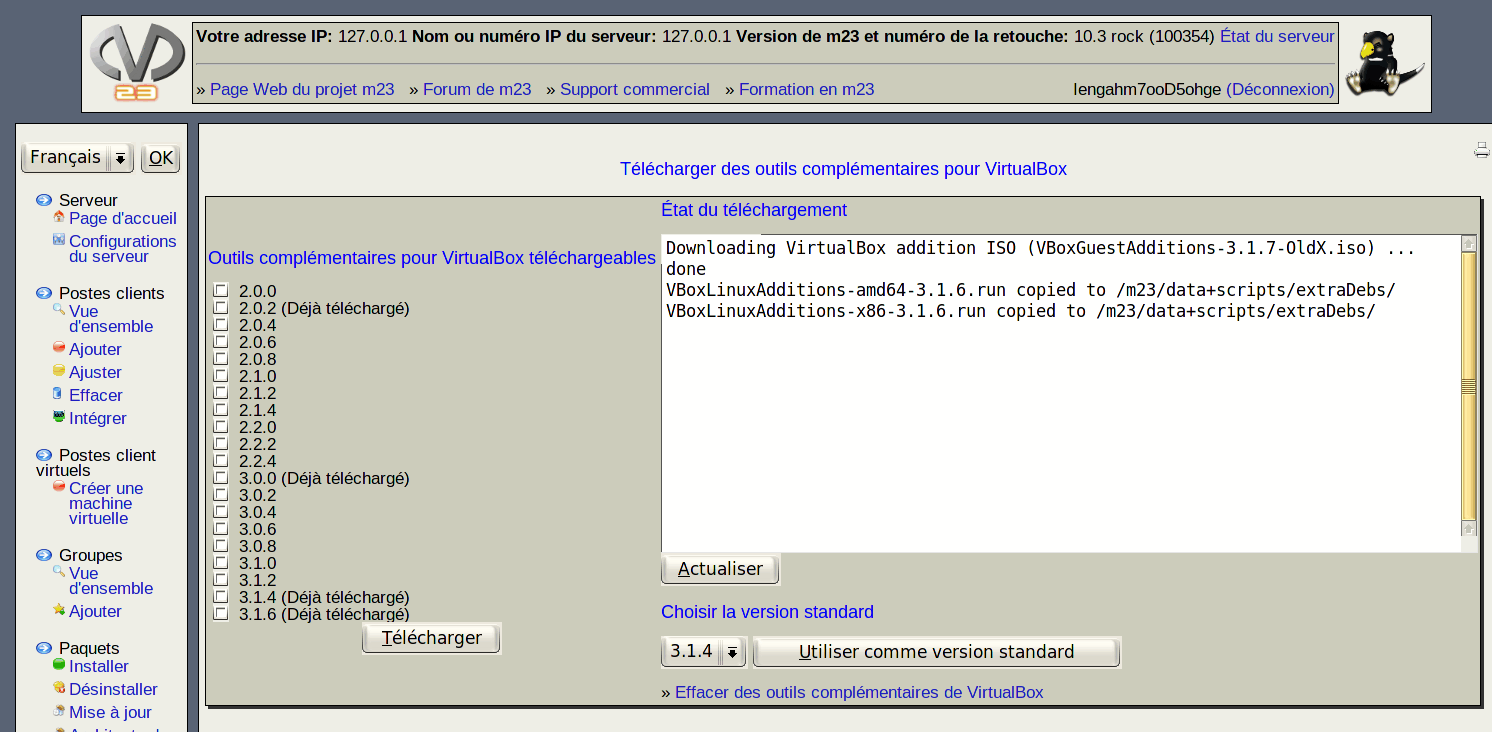 Votre adresse IP: 127.0.0.1 Nom ou numéro IP du serveur: 127.0.0.1 Version de m23 et numéro de la retouche: 10.3 rock (100354) État du serveur
23
» Page Web du projet m23 » Forum de m23 » Support commercial » Formation en m23 Iengahm7ooD5ohge (Déconnexion)
Français OK
Serveur
Page d'accueil
Configurations
du serveur
Postes clients
Vue
d'ensemble
Ajouter
Ajuster
Effacer
Intégrer
Postes client
virtuels
Créer une
machine
virtuelle
Groupes
Vue
d'ensemble
Ajouter
Paquets
Installer
Désinstaller
Mise à jour
Télécharger des outils complémentaires pour VirtualBox
Outils complémentaires pour VirtualBox téléchargeables
2.0.0
2.0.2 (Déjà téléchargé)
2.0.4
2.0.6
2.0.8
2.1.0
2.1.2
2.1.4
2.2.0
2.2.2
2.2.4
3.0.0 (Déjà téléchargé)
3.0.2
3.0.4
3.0.6
3.0.8
3.1.0
3.1.2
3.1.4 (Déjà téléchargé)
3.1.6 (Déjà téléchargé)
Télécharger
État du téléchargement
Downloading VirtualBox addition ISO (VBoxGuestAdditions-3.1.7-OldX.iso) ...
done
VBoxLinuxAdditions-amd64-3.1.6.run copied to /m23/data+scripts/extraDebs/
VBoxLinuxAdditions-x86-3.1.6.run copied to /m23/data+scripts/extraDebs/
Actualiser
Choisir la version standard
3.1.4 Utiliser comme version standard
» Effacer des outils complémentaires de VirtualBox